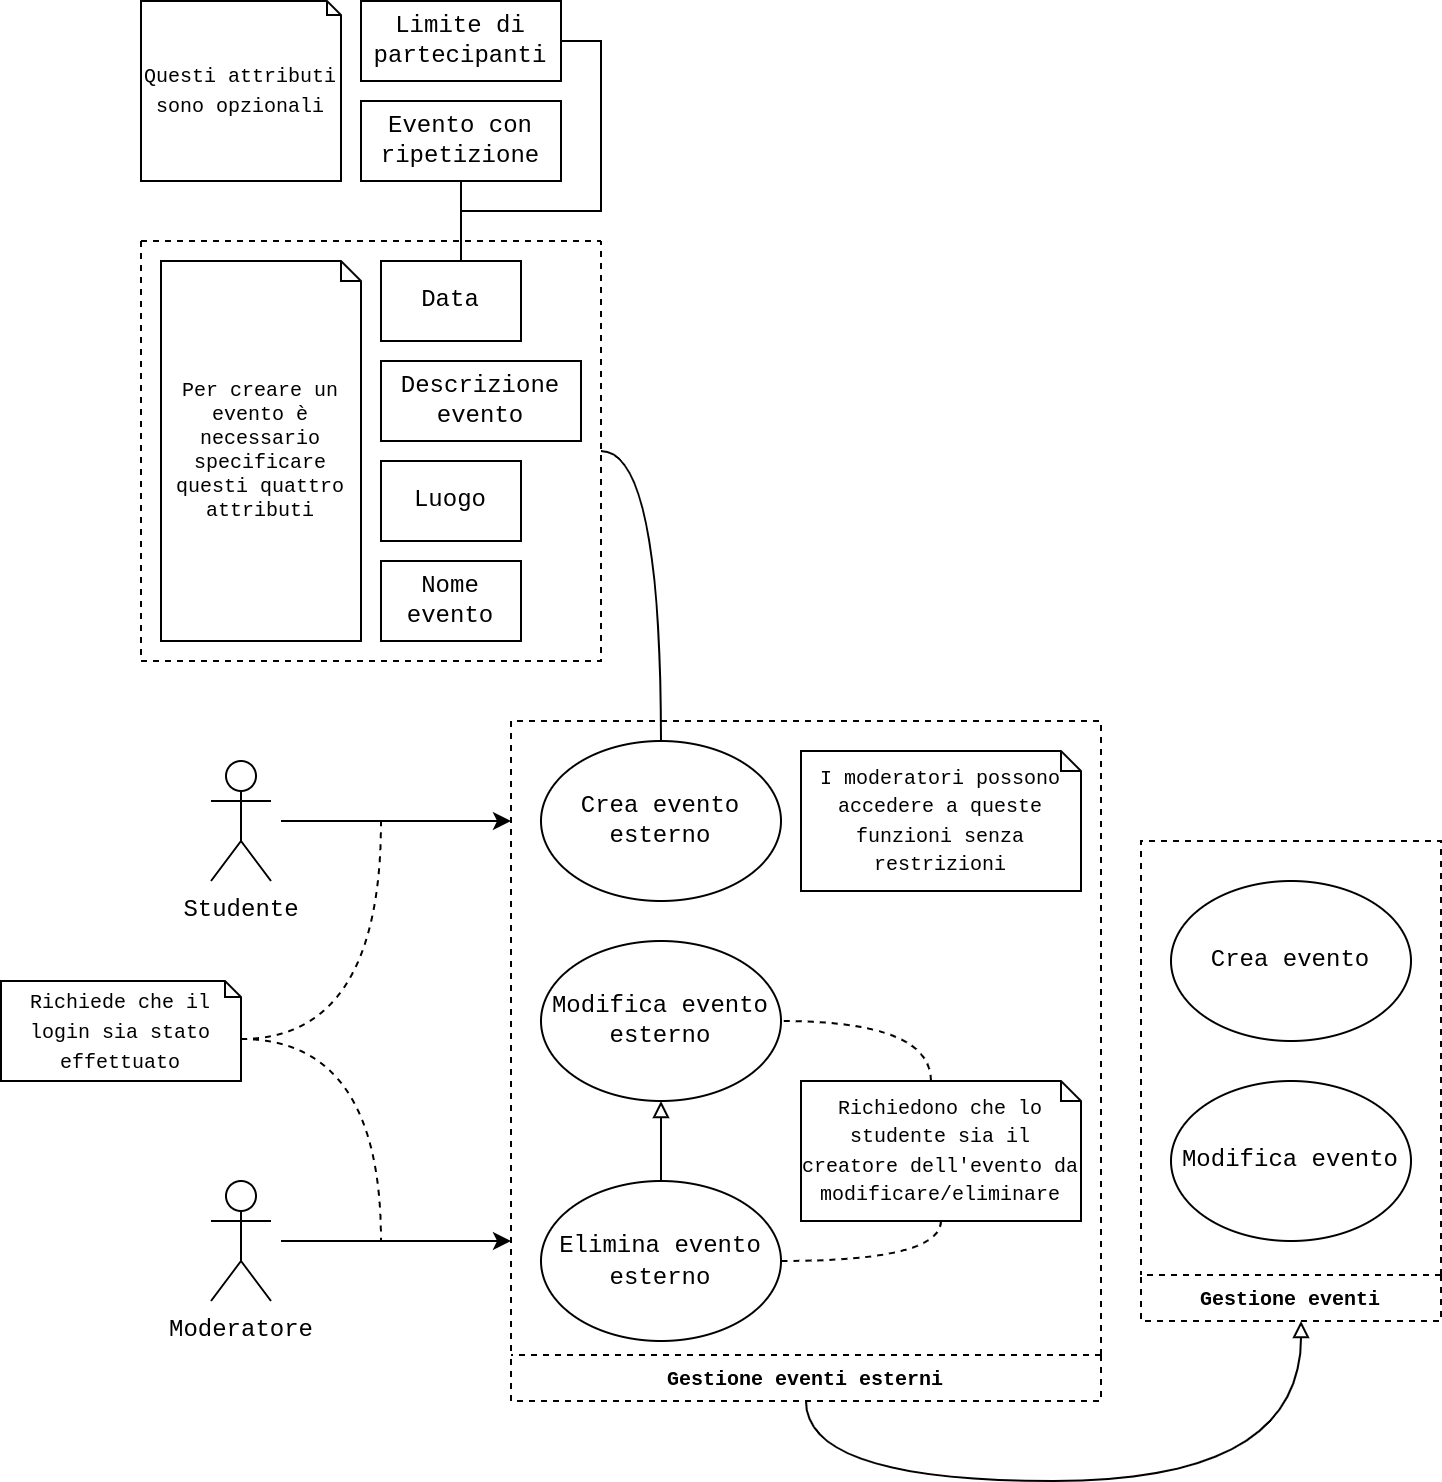 Questi attributi
sono opzionali
Limite di
partecipanti
Evento con
ripetizione
Per creare un
evento è
necessario
specificare
questi quattro
attributi
Data
Descrizione
evento
Luogo
Nome
evento
Studente
Richiede che il
login sia stato
effettuato
Moderatore
Crea evento
esterno
I moderatori possono
accedere a queste
funzioni senza
restrizioni
Modifica evento
esterno
Richiedono che lo
studente sia il
creatore dell'evento da
modificare/eliminare
Elimina evento
esterno
Gestione eventi esterni
Crea evento
Modifica evento
Gestione eventi